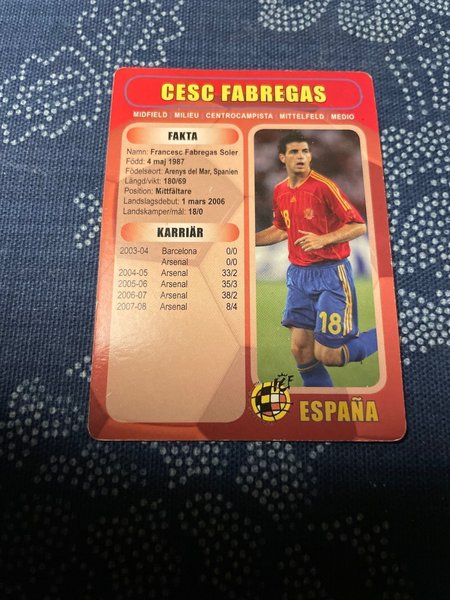 CESC FABREGAS
MIDFIELD | MILIEU | CENTROCAMPISTA | MITTELFELD | MEDIO
FAKTA
Namn: Francesc Fabregas Soler
Född: 4 maj 1987
Födelseort: Arenys del Mar, Spanien
Längd/vikt: 180/69
Position: Mittfältare
Landslagsdebut: 1 mars 2006
Landskamper/mål: 18/0
KARRIÄR
2003-04 Barcelona 0/0
Arsenal 0/0
2004-05 Arsenal 33/2
2005-06 Arsenal 35/3
2006-07 Arsenal 38/2
2007-08 Arsenal 8/4
18
18
ESPAÑA